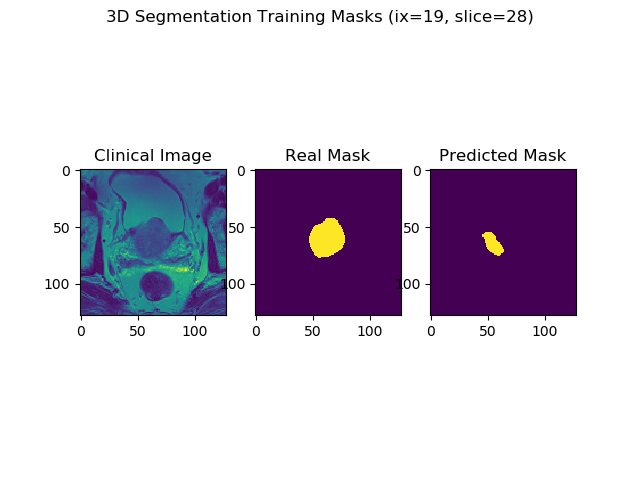 3D Segmentation Training Masks (ix=19, slice=28)
Clinical Image Real Mask Predicted Mask
0 0 0
50 50 50
100 100 100
0 50 100 0 50 100 0 50 100